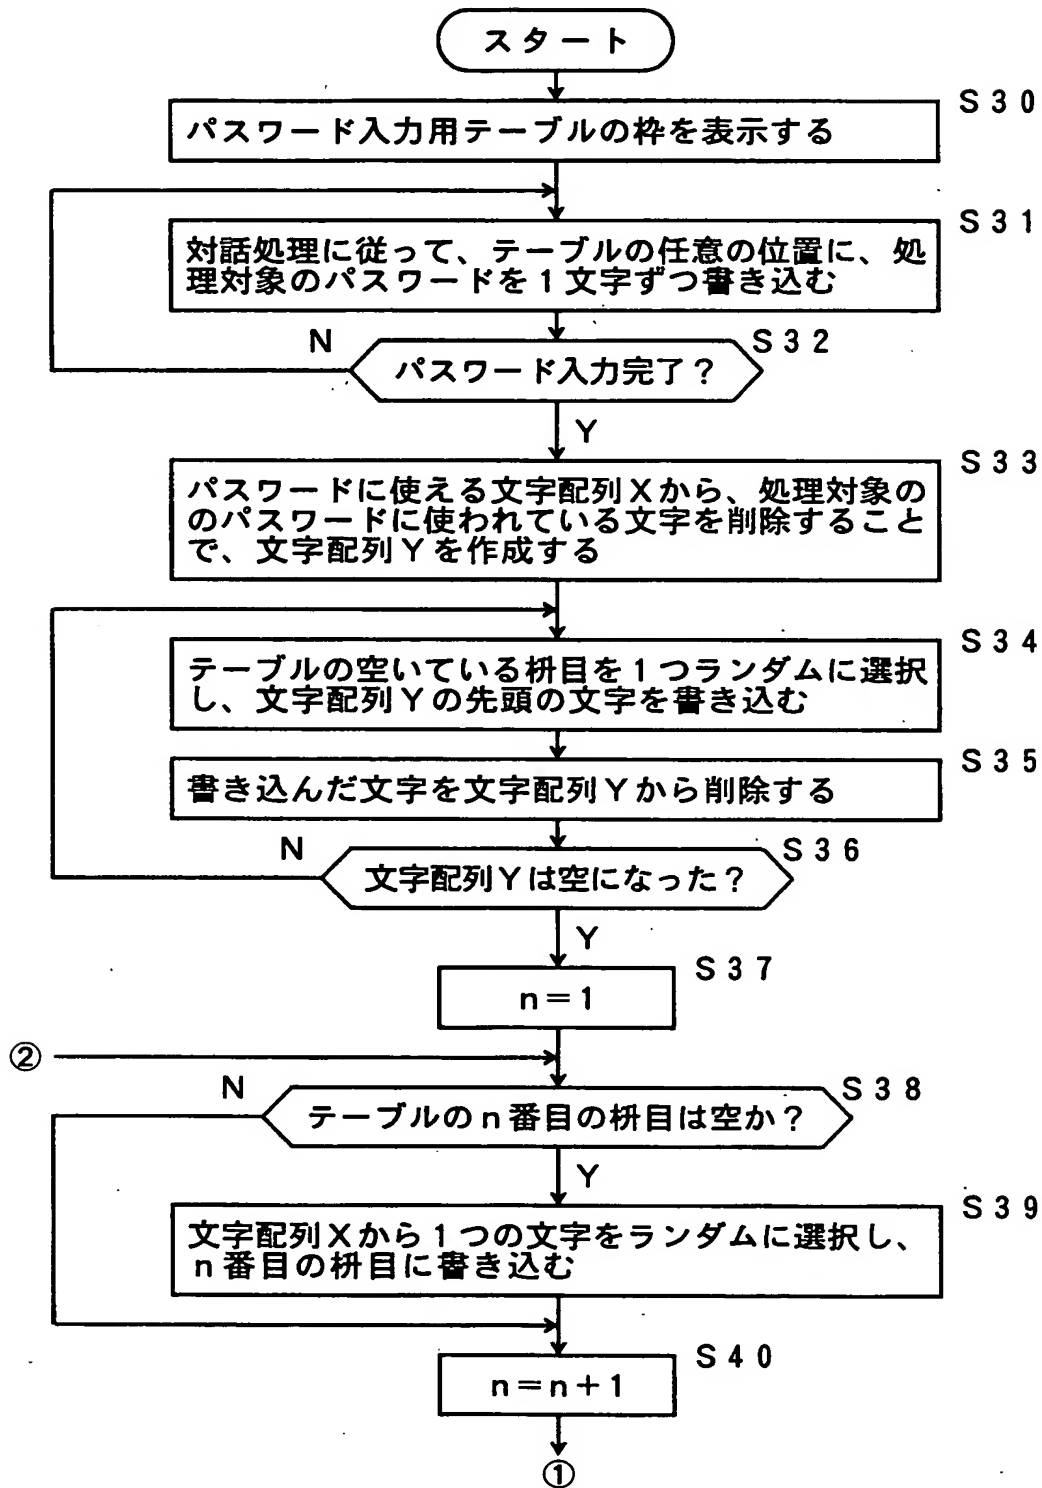 スタート
S30
パスワード入力用テーブルの枠を表示する
S31
対話処理に従って、テーブルの任意の位置に、処
理対象のパスワードを1文字ずつ書き込む
N
S32
パスワード入力完了?
Y
S33
パスワードに使える文字配列Xから、処理対象の
のパスワードに使われている文字を削除すること
で、文字配列Yを作成する
S34
テーブルの空いている枡目を1つランダムに選択
し、文字配列Yの先頭の文字を書き込む
S35
書き込んだ文字を文字配列Yから削除する
N
S36
文字配列Yは空になった?
Y
S37
n=1
②
N
S38
テーブルのn番目の枡目は空か?
Y
S39
文字配列Xから1つの文字をランダムに選択し、
n番目の枡目に書き込む
S40
n=n+1
①